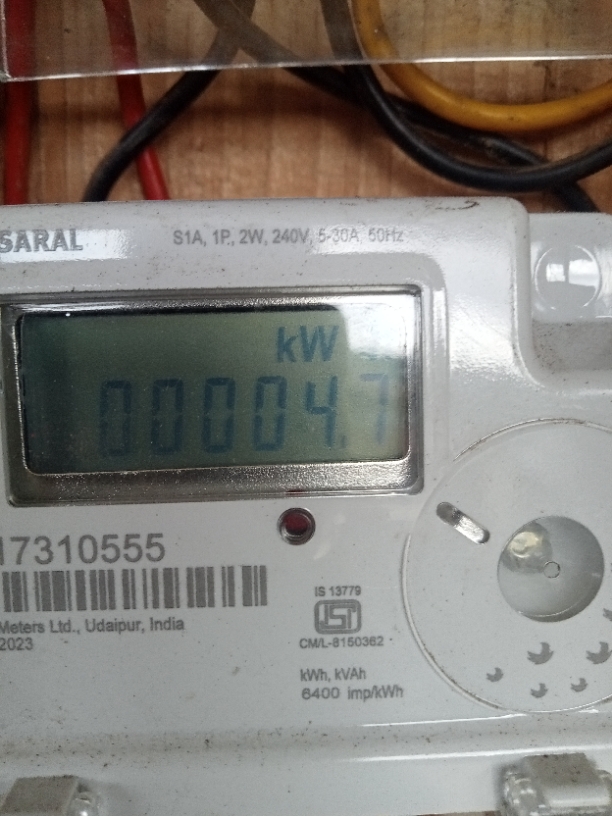 SARAL
S1A, 1P, 2W, 240V, 5-30A, 50Hz
kW
00004.7
17310555
Meters Ltd., Udaipur, India
2023
IS 13779
ISI
CM/L-8150362
kWh, kVAh
6400 imp/kWh